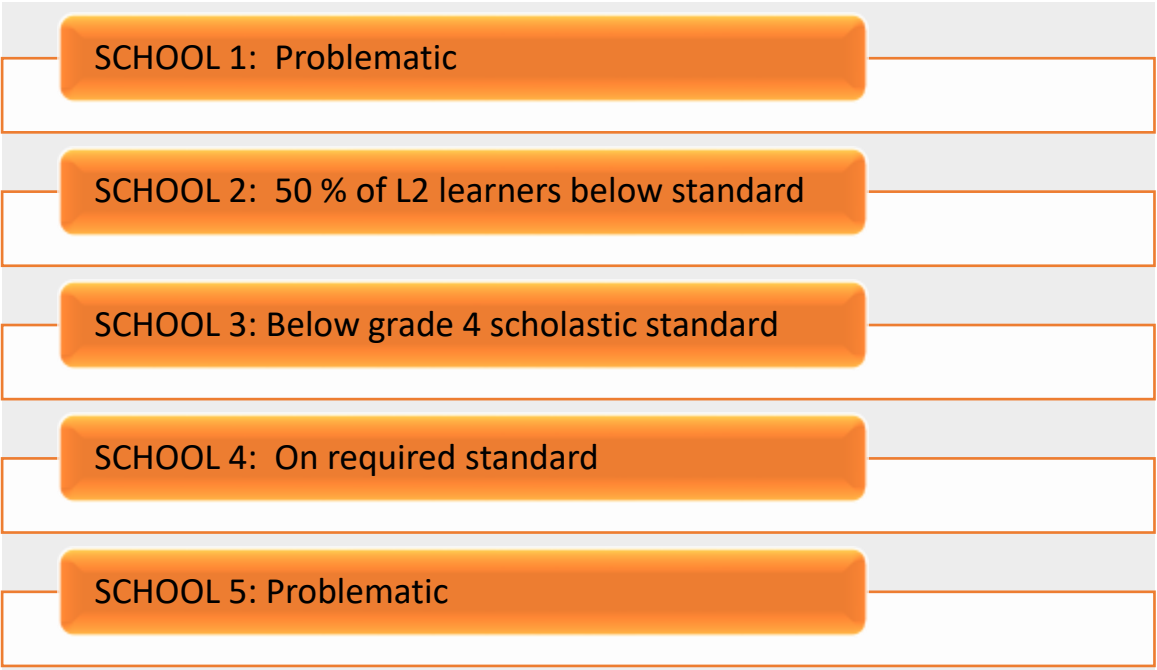 SCHOOL 1:  Problematic
SCHOOL 2:  50 % of L2 learners below standard
SCHOOL 3: Below grade 4 scholastic standard
SCHOOL 4:  On required standard
SCHOOL 5: Problematic